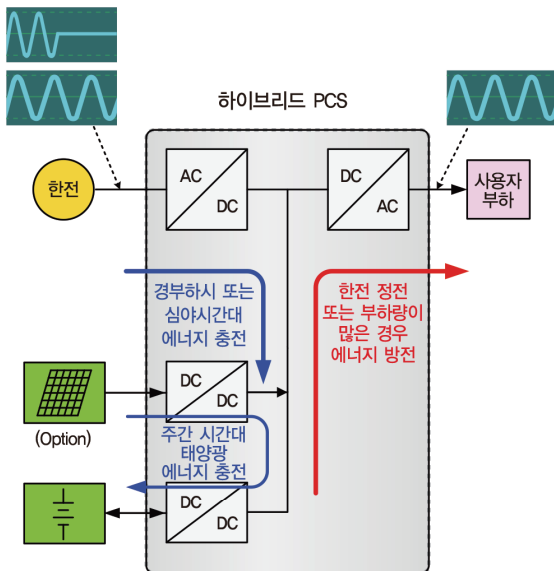 하이브리드 PCS
한전
AC
DC
DC
AC
사용자
부하
경부하시 또는
심야시간대
에너지 충전
한전 정전
또는 부하량이
많은 경우
에너지 방전
DC
DC
(Option)
주간 시간대
태양광
에너지 충전
DC
DC